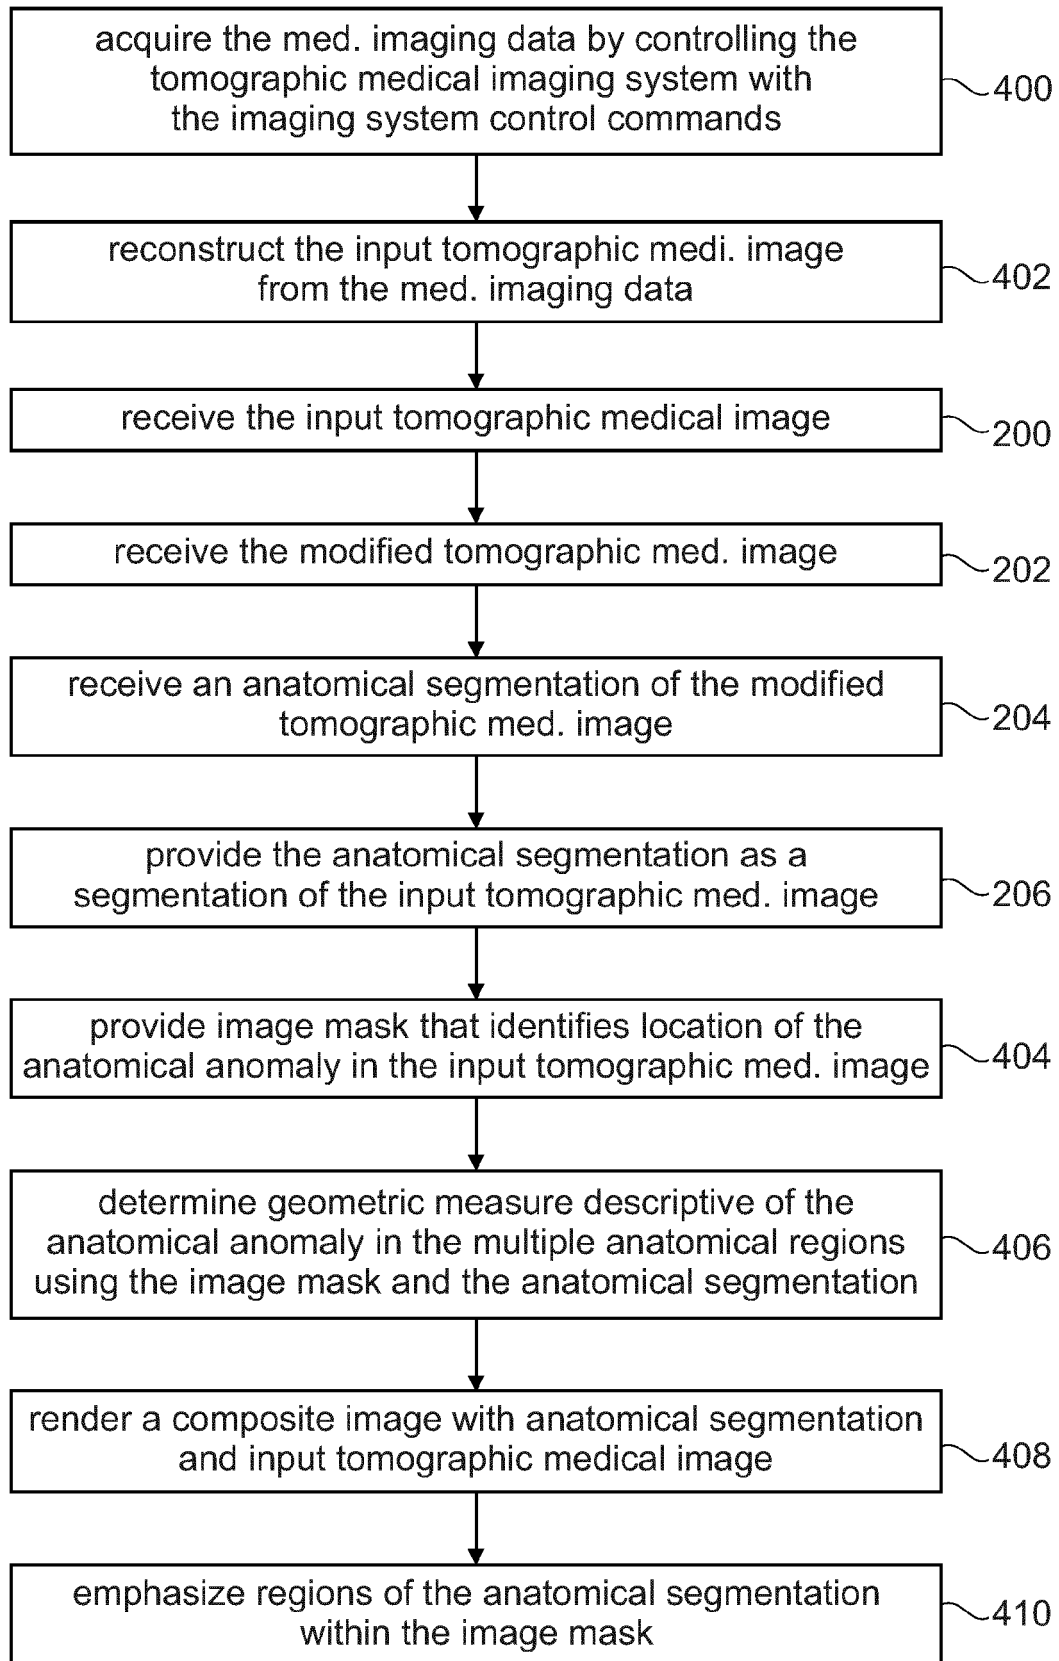 acquire the med. imaging data by controlling the
tomographic medical imaging system with
the imaging system control commands
400
reconstruct the input tomographic medi. image
from the med. imaging data
402
receive the input tomographic medical image
200
receive the modified tomographic med. image
202
receive an anatomical segmentation of the modified
tomographic med. image
204
provide the anatomical segmentation as a
segmentation of the input tomographic med. image
206
provide image mask that identifies location of the
anatomical anomaly in the input tomographic med. image
404
determine geometric measure descriptive of the
anatomical anomaly in the multiple anatomical regions
using the image mask and the anatomical segmentation
406
render a composite image with anatomical segmentation
and input tomographic medical image
408
emphasize regions of the anatomical segmentation
within the image mask
410